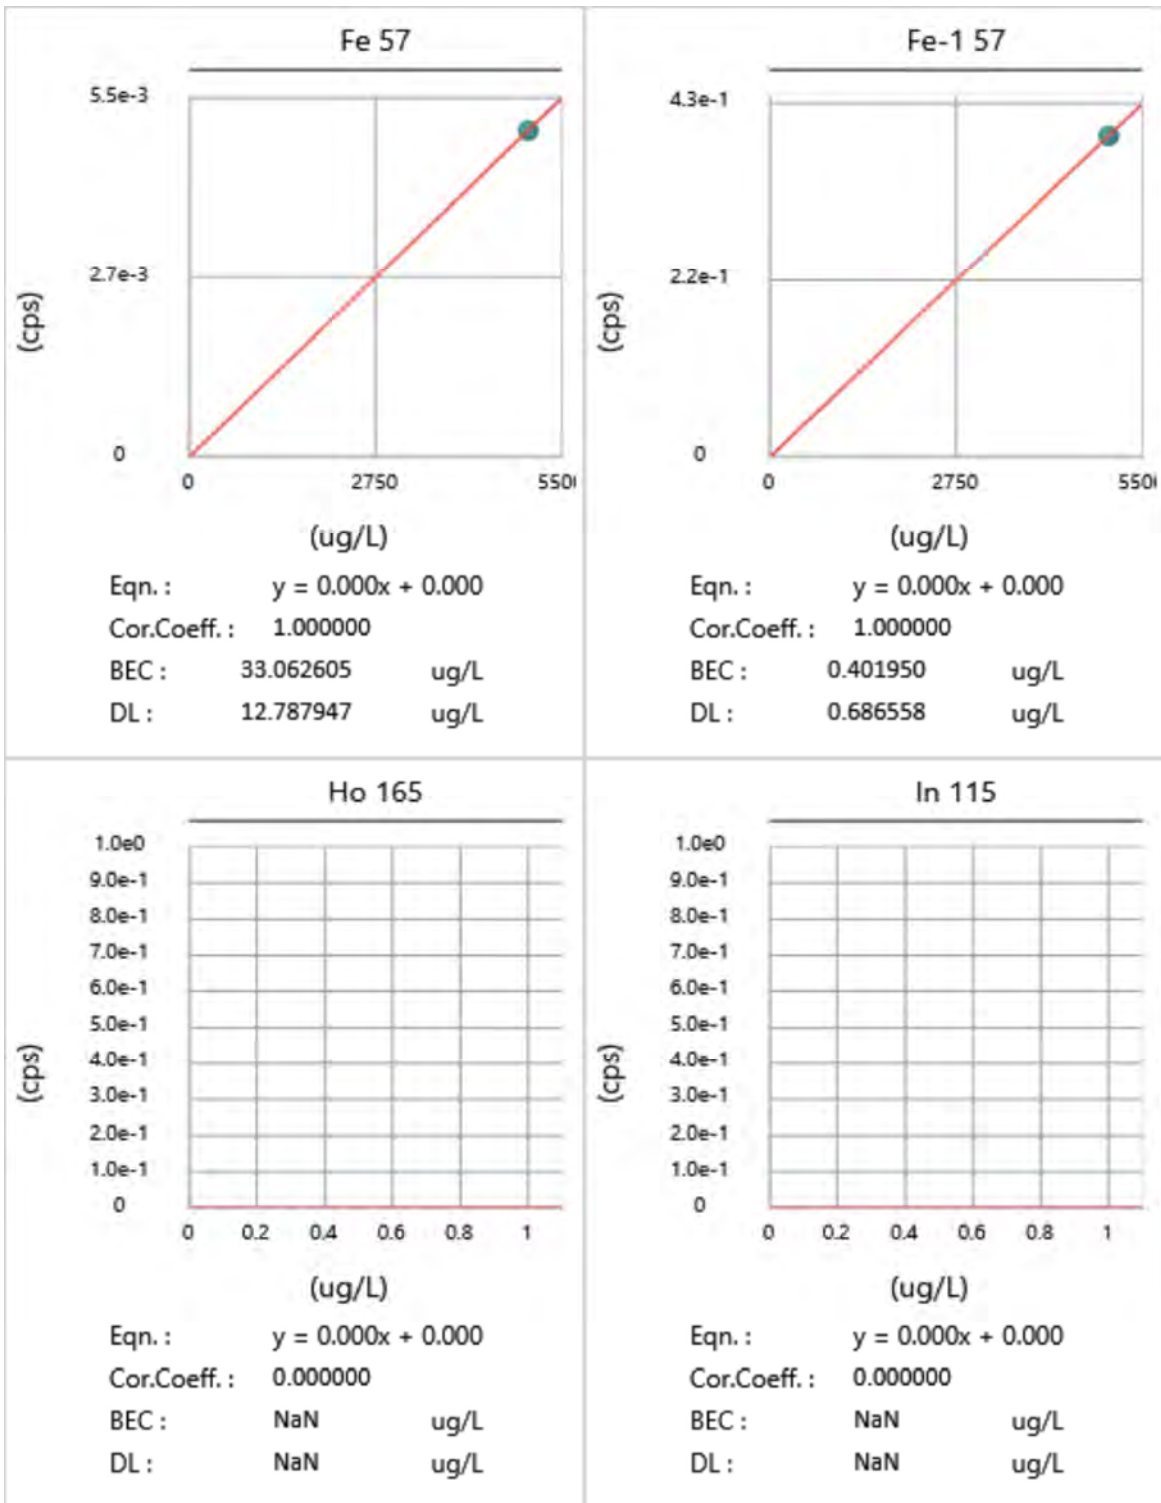 Fe 57
5.5e-3
2.7e-3
0
(cps)
0 2750 550
(ug/L)
Eqn. : y = 0.000x + 0.000
Cor.Coeff. : 1.000000
BEC : 33.062605 ug/L
DL : 12.787947 ug/L
Fe-1 57
4.3e-1
2.2e-1
0
(cps)
0 2750 550
(ug/L)
Eqn. : y = 0.000x + 0.000
Cor.Coeff. : 1.000000
BEC : 0.401950 ug/L
DL : 0.686558 ug/L
Ho 165
1.0e0
9.0e-1
8.0e-1
7.0e-1
6.0e-1
5.0e-1
4.0e-1
3.0e-1
2.0e-1
1.0e-1
0
(cps)
0 0.2 0.4 0.6 0.8 1
(ug/L)
Eqn. : y = 0.000x + 0.000
Cor.Coeff. : 0.000000
BEC : NaN ug/L
DL : NaN ug/L
In 115
1.0e0
9.0e-1
8.0e-1
7.0e-1
6.0e-1
5.0e-1
4.0e-1
3.0e-1
2.0e-1
1.0e-1
0
(cps)
0 0.2 0.4 0.6 0.8 1
(ug/L)
Eqn. : y = 0.000x + 0.000
Cor.Coeff. : 0.000000
BEC : NaN ug/L
DL : NaN ug/L